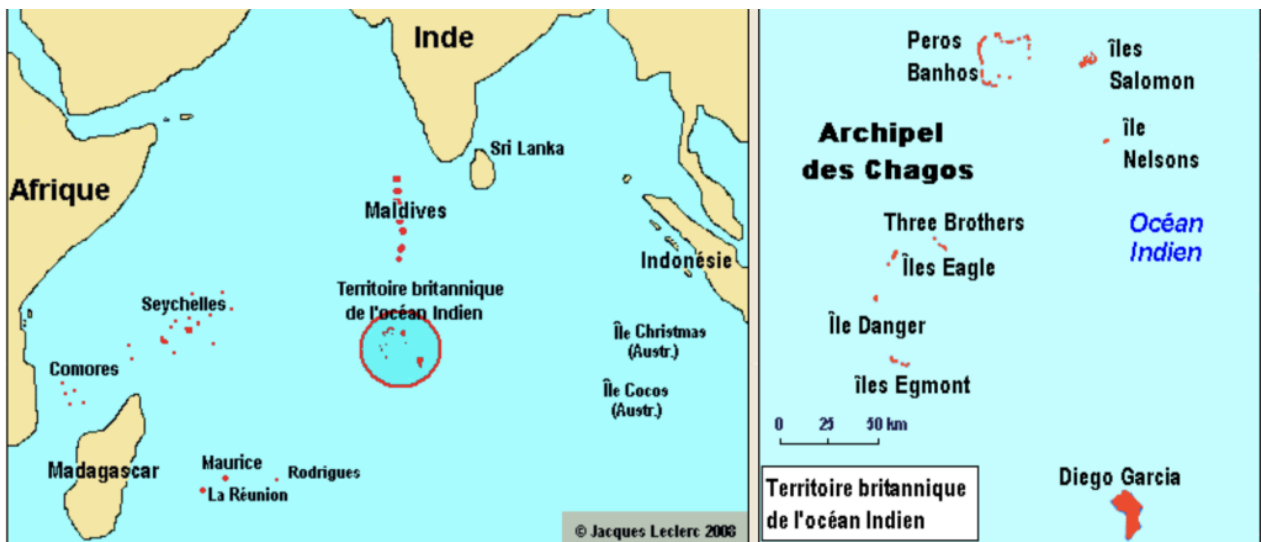 Inde
Sri Lanka
Afrique
Maldives
Indonésie
Territoire britannique
de l'océan Indien
Seychelles
Île Christmas
(Austr.)
Comores
Île Cocos
(Austr.)
Madagascar
Maurice
Rodrigues
La Réunion
© Jacques Leclerc 2008
Peros
Banhos
îles
Salomon
Archipel
des Chagos
île
Nelsons
Three Brothers
Océan
Indien
Îles Eagle
Île Danger
îles Egmont
0 25 50 km
Diego Garcia
Territoire britannique
de l'océan Indien